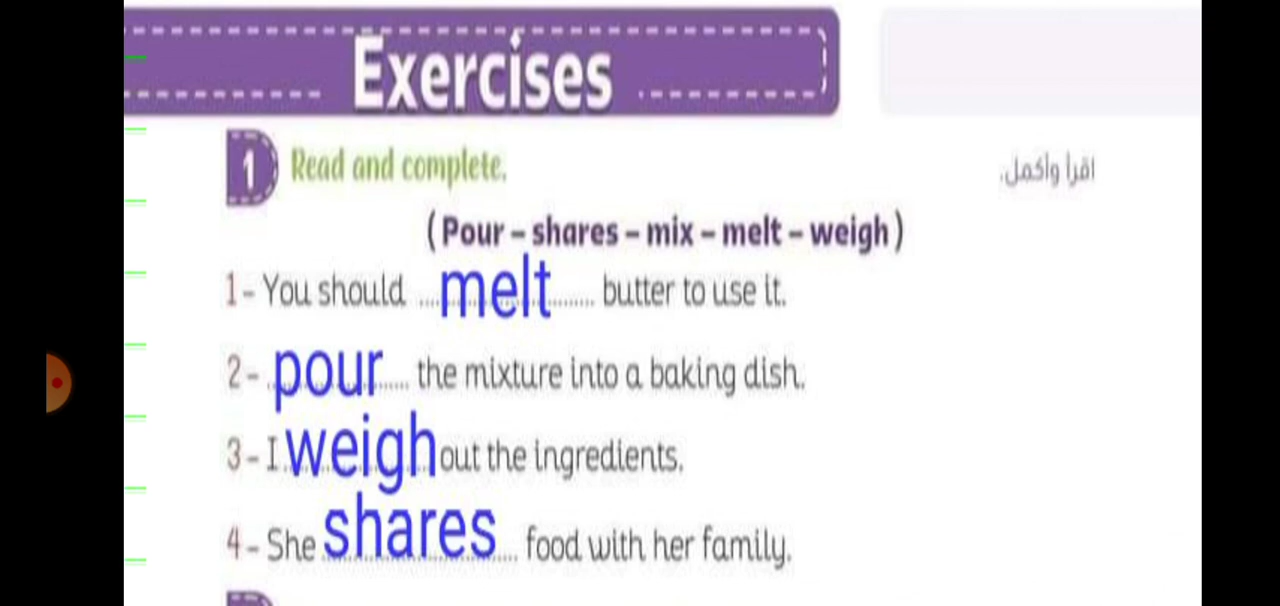 Exercises
1 Read and complete. اقرأ وأكمل.
( Pour – shares – mix – melt – weigh )
1 - You should ....melt........ butter to use it.
2 - .pour.... the mixture into a baking dish.
3 - I weigh out the ingredients.
4 - She shares... food with her family.